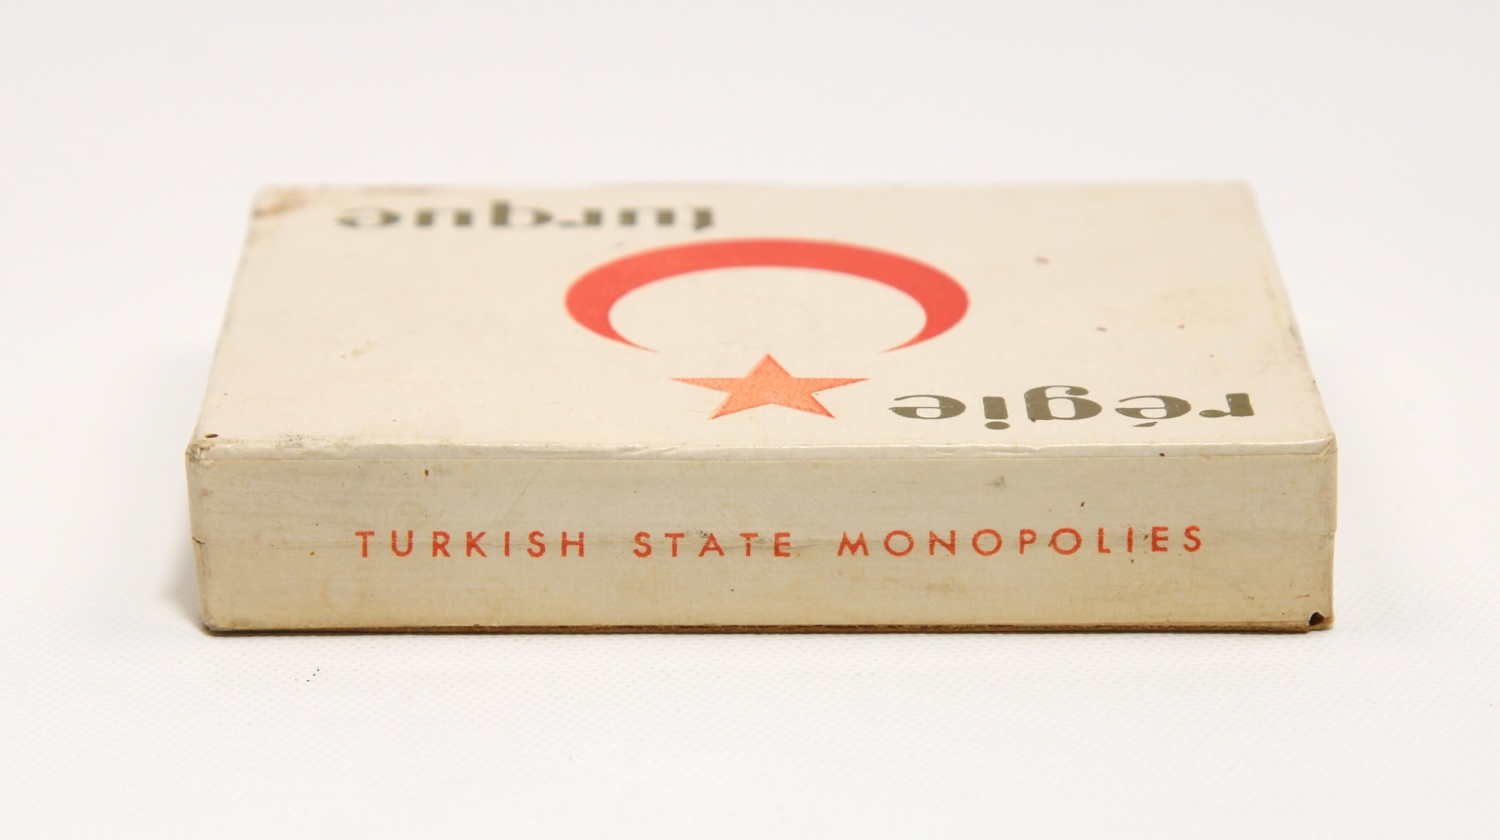 régie
turque
TURKISH STATE MONOPOLIES